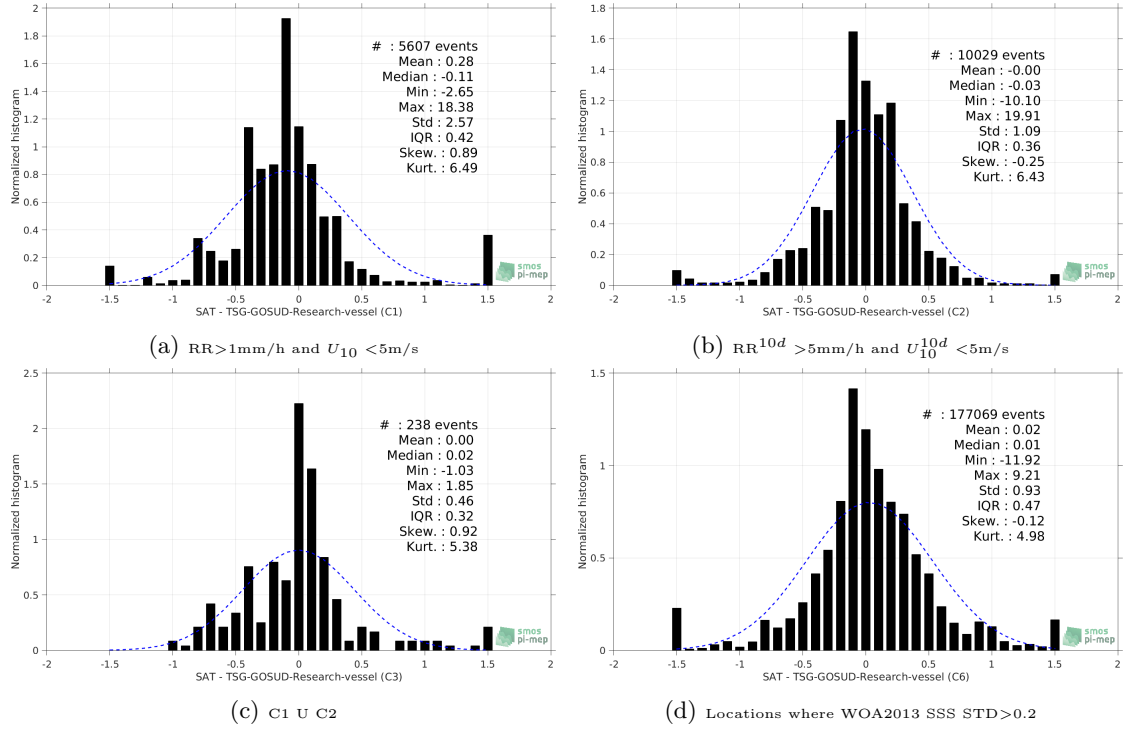 2
1.8
1.6
1.4
1.2
1
0.8
0.6
0.4
0.2
0
Normalized histogram
# : 5607 events
Mean : 0.28
Median : -0.11
Min : -2.65
Max : 18.38
Std : 2.57
IQR : 0.42
Skew. : 0.89
Kurt. : 6.49
smos
pi-mep
-2 -1.5 -1 -0.5 0 0.5 1 1.5 2
SAT - TSG-GOSUD-Research-vessel (C1)
(a) RR>1mm/h and U10 <5m/s
1.8
1.6
1.4
1.2
1
0.8
0.6
0.4
0.2
0
Normalized histogram
# : 10029 events
Mean : -0.00
Median : -0.03
Min : -10.10
Max : 19.91
Std : 1.09
IQR : 0.36
Skew. : -0.25
Kurt. : 6.43
smos
pi-mep
-2 -1.5 -1 -0.5 0 0.5 1 1.5 2
SAT - TSG-GOSUD-Research-vessel (C2)
(b) RR10d >5mm/h and U10d10 <5m/s
2.5
2
1.5
1
0.5
0
Normalized histogram
# : 238 events
Mean : 0.00
Median : 0.02
Min : -1.03
Max : 1.85
Std : 0.46
IQR : 0.32
Skew. : 0.92
Kurt. : 5.38
smos
pi-mep
-2 -1.5 -1 -0.5 0 0.5 1 1.5 2
SAT - TSG-GOSUD-Research-vessel (C3)
(c) C1 U C2
1.5
1
0.5
0
Normalized histogram
# : 177069 events
Mean : 0.02
Median : 0.01
Min : -11.92
Max : 9.21
Std : 0.93
IQR : 0.47
Skew. : -0.12
Kurt. : 4.98
smos
pi-mep
-2 -1.5 -1 -0.5 0 0.5 1 1.5 2
SAT - TSG-GOSUD-Research-vessel (C6)
(d) Locations where WOA2013 SSS STD>0.2